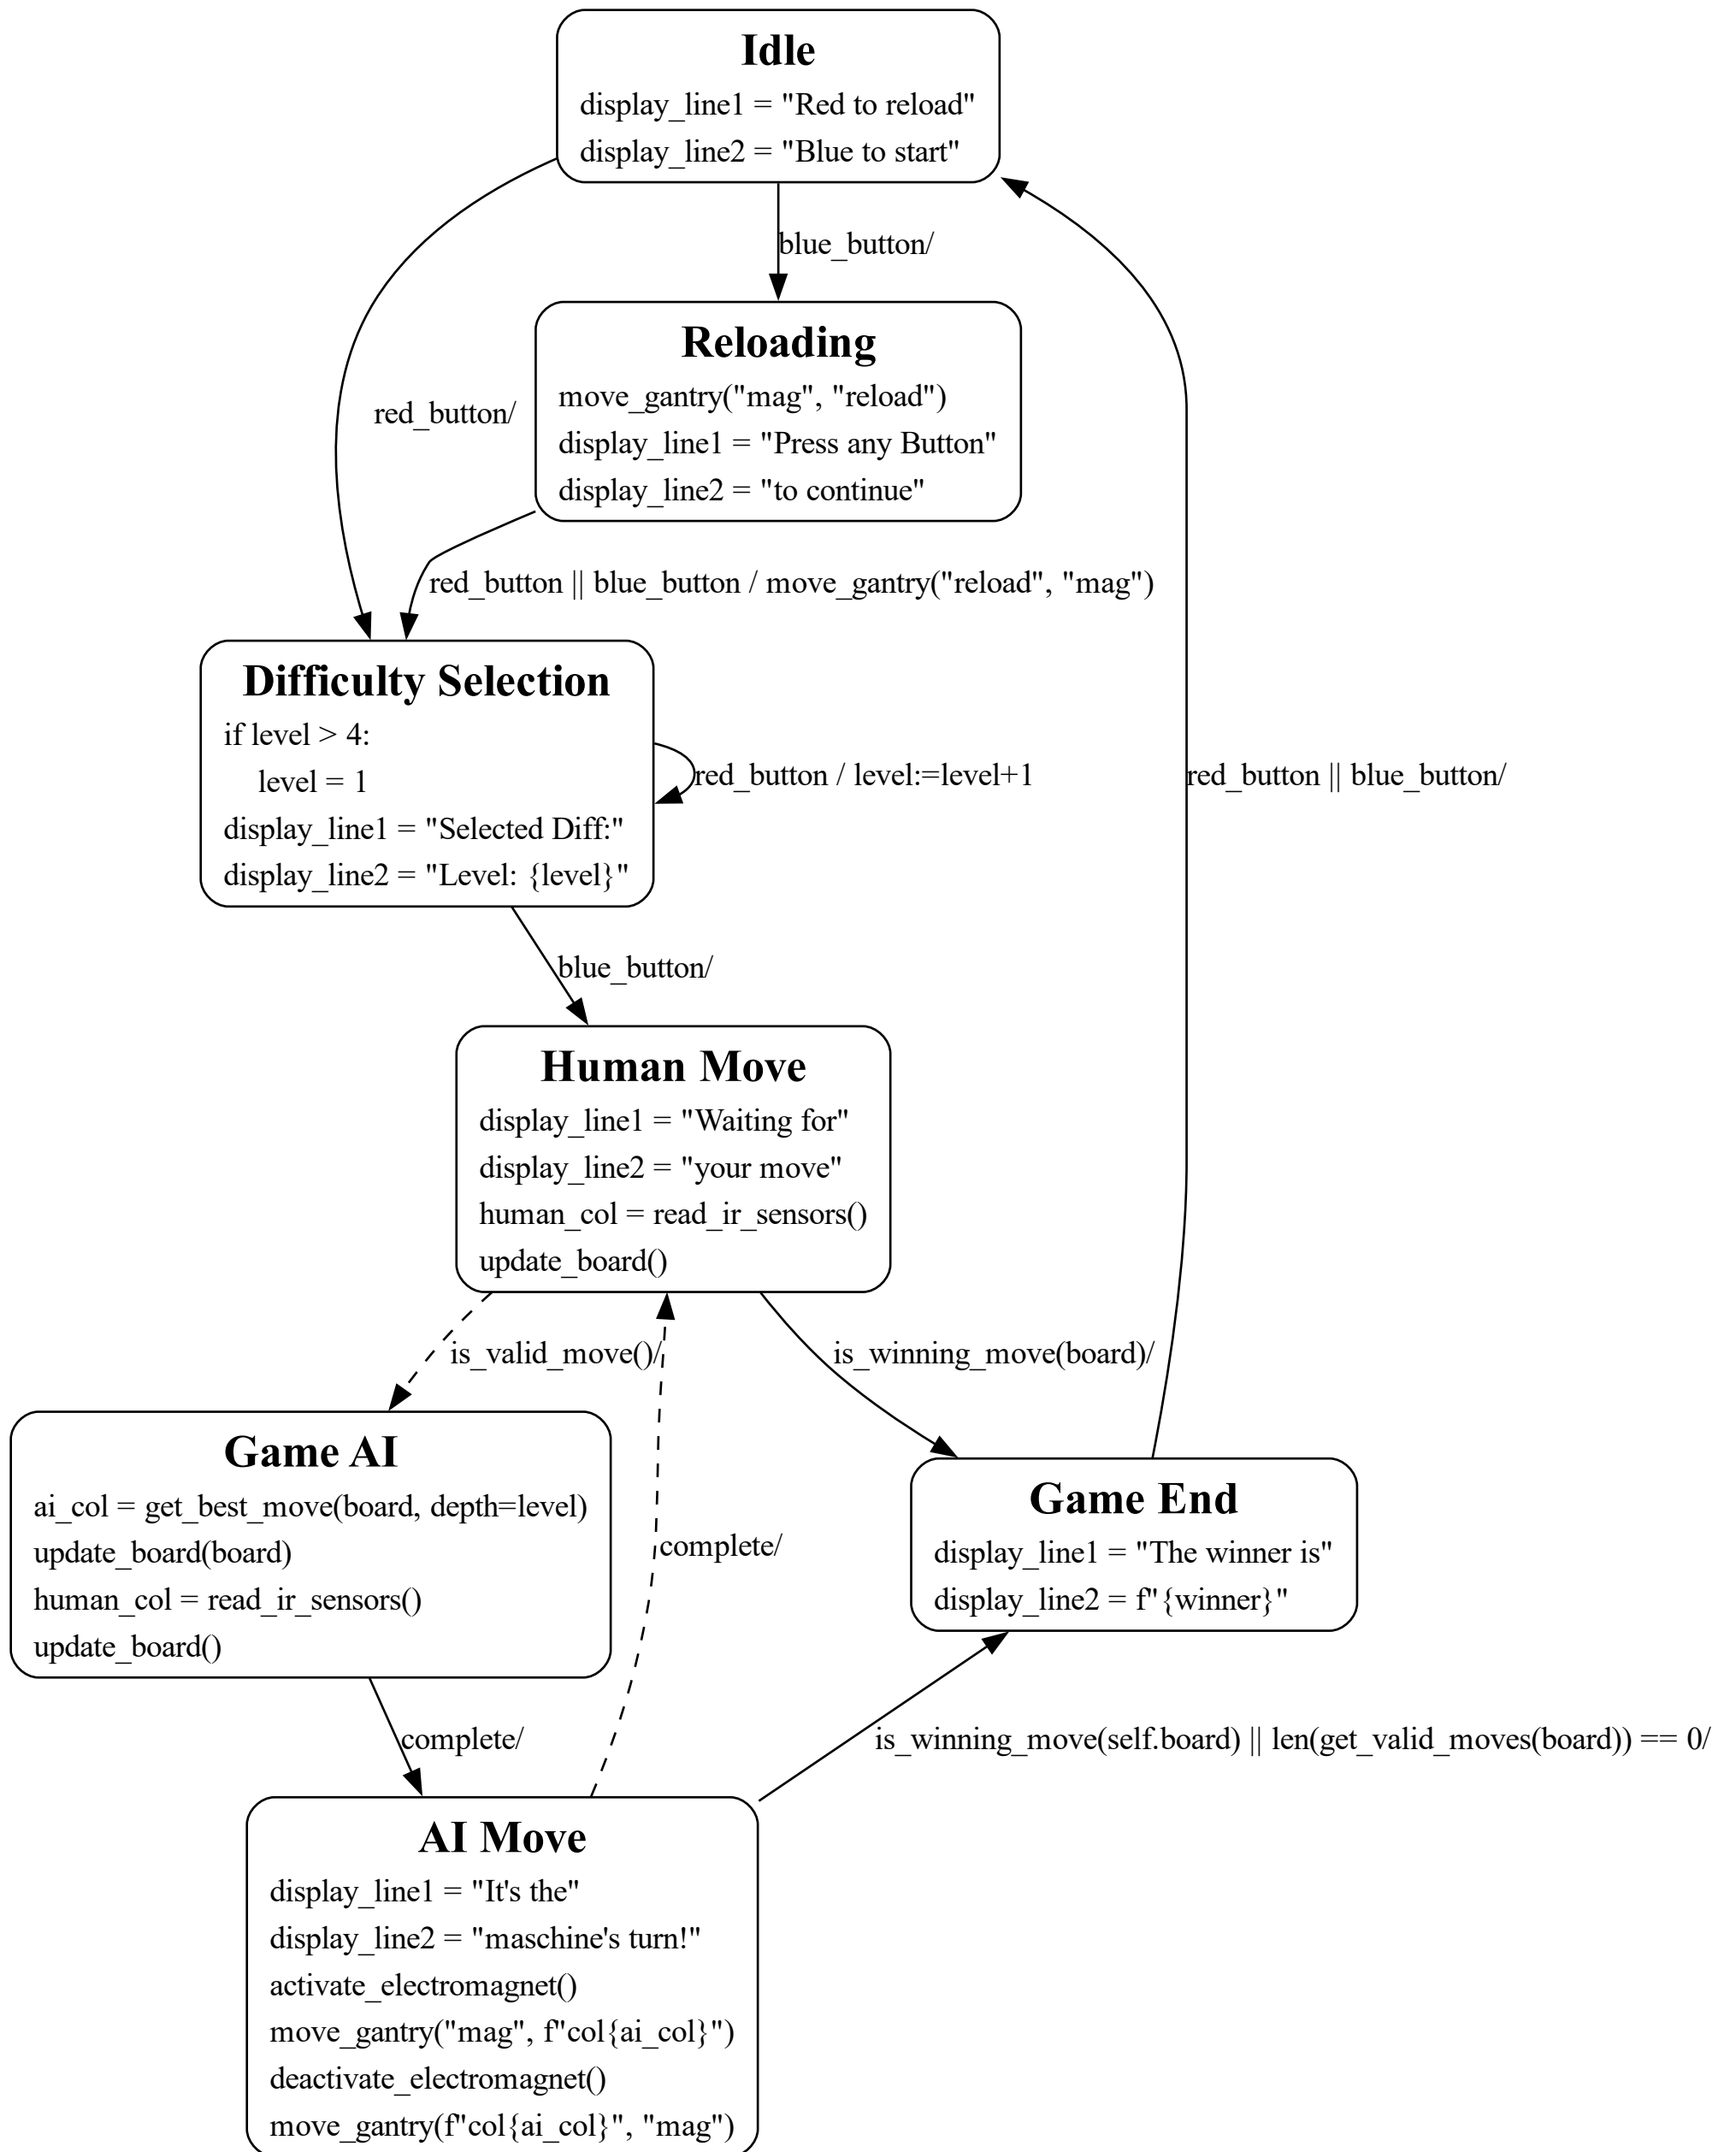 Idle
display_line1 = "Red to reload"
display_line2 = "Blue to start"
blue_button/
Reloading
move_gantry("mag", "reload")
display_line1 = "Press any Button"
display_line2 = "to continue"
red_button/
red_button || blue_button / move_gantry("reload", "mag")
Difficulty Selection
if level > 4:
level = 1
display_line1 = "Selected Diff:"
display_line2 = "Level: {level}"
red_button / level:=level+1
red_button || blue_button/
blue_button/
Human Move
display_line1 = "Waiting for"
display_line2 = "your move"
human_col = read_ir_sensors()
update_board()
is_valid_move()/
is_winning_move(board)/
Game AI
ai_col = get_best_move(board, depth=level)
update_board(board)
human_col = read_ir_sensors()
update_board()
complete/
Game End
display_line1 = "The winner is"
display_line2 = f"{winner}"
complete/
is_winning_move(self.board) || len(get_valid_moves(board)) == 0/
AI Move
display_line1 = "It's the"
display_line2 = "maschine's turn!"
activate_electromagnet()
move_gantry("mag", f"col{ai_col}")
deactivate_electromagnet()
move_gantry(f"col{ai_col}", "mag")